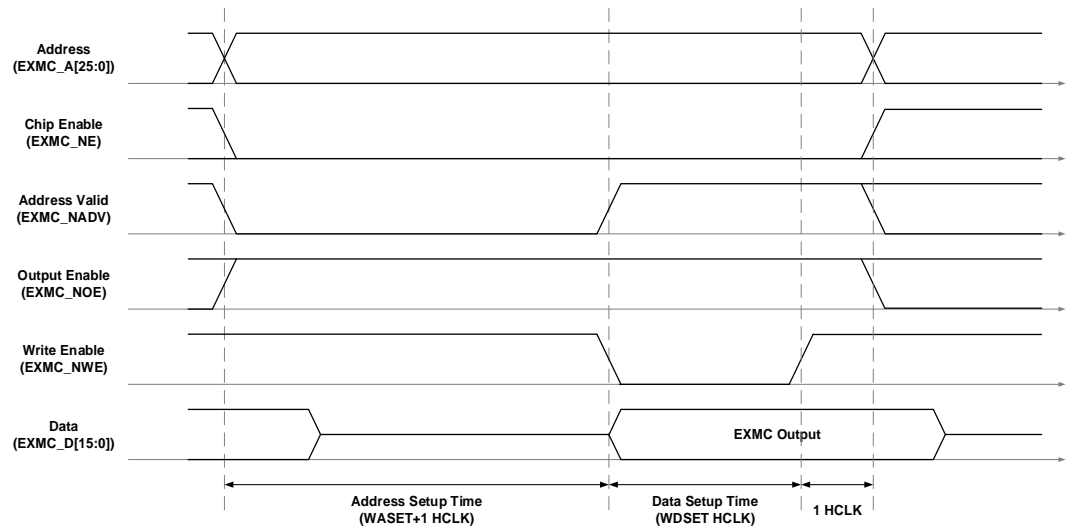 Address
(EXMC_A[25:0])
Chip Enable
(EXMC_NE)
Address Valid
(EXMC_NADV)
Output Enable
(EXMC_NOE)
Write Enable
(EXMC_NWE)
Data
(EXMC_D[15:0])
EXMC Output
Address Setup Time
(WASET+1 HCLK)
Data Setup Time
(WDSET HCLK)
1 HCLK